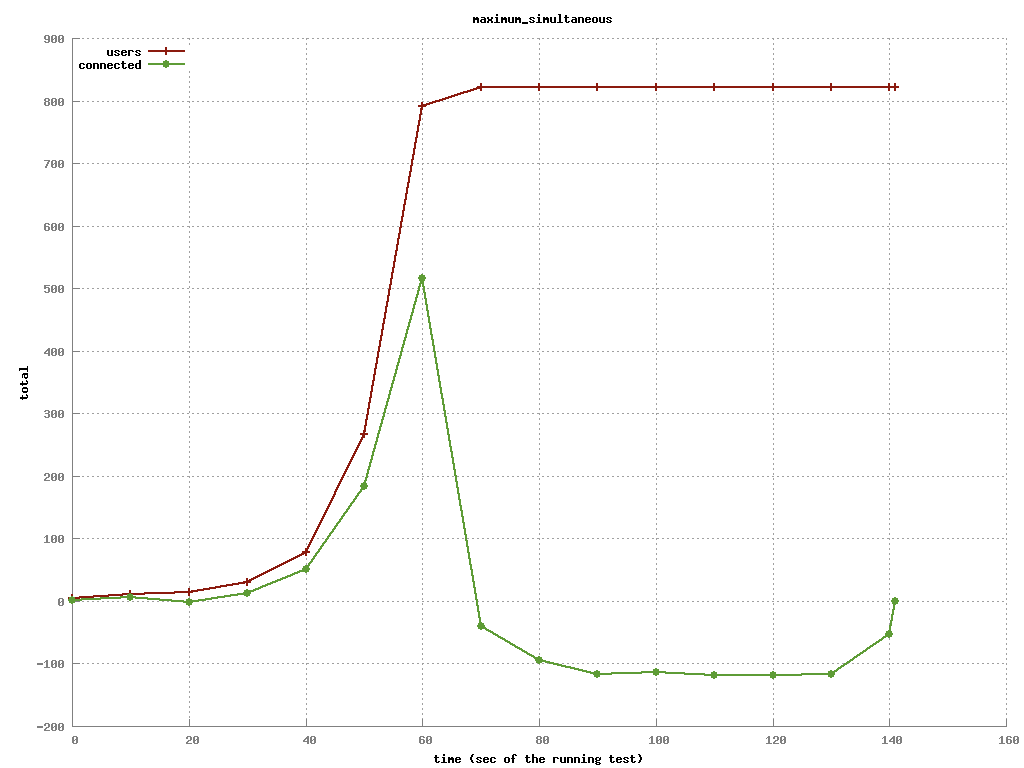 maximum_simultaneous
users
connected
900
800
700
600
500
400
300
200
100
0
-100
-200
total
0 20 40 60 80 100 120 140 160
time (sec of the running test)